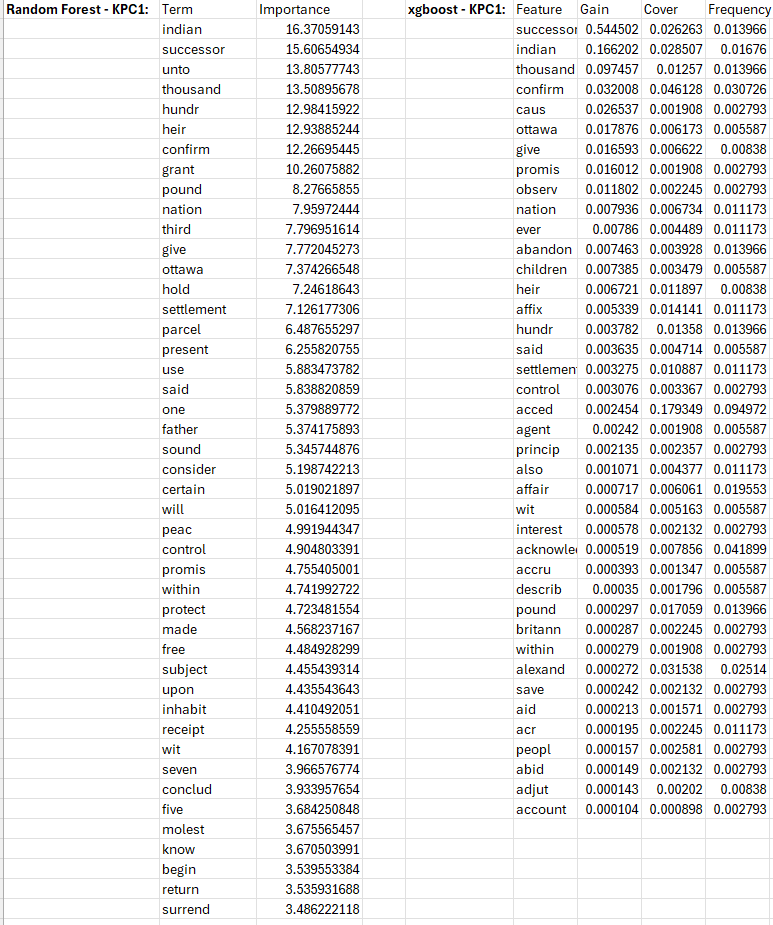 Random Forest - KPC1: Term Importance xgboost - KPC1: Feature Gain Cover Frequency
indian 16.37059143 successor 0.544502 0.026263 0.013966
successor 15.60654934 indian 0.166202 0.028507 0.01676
unto 13.80577743 thousand 0.097457 0.01257 0.013966
thousand 13.50895678 confirm 0.032008 0.046128 0.030726
hundr 12.98415922 caus 0.026537 0.001908 0.002793
heir 12.93885244 ottawa 0.017876 0.006173 0.005587
confirm 12.26695445 give 0.016593 0.006622 0.00838
grant 10.26075882 promis 0.016012 0.001908 0.002793
pound 8.27665855 observ 0.011802 0.002245 0.002793
nation 7.95972444 nation 0.007936 0.006734 0.011173
third 7.796951614 ever 0.00786 0.004489 0.011173
give 7.772045273 abandon 0.007463 0.003928 0.013966
ottawa 7.374266548 children 0.007385 0.003479 0.005587
hold 7.24618643 heir 0.006721 0.011897 0.00838
settlement 7.126177306 affix 0.005339 0.014141 0.011173
parcel 6.487655297 hundr 0.003782 0.01358 0.013966
present 6.255820755 said 0.003635 0.004714 0.005587
use 5.883473782 settlemen 0.003275 0.010887 0.011173
said 5.838820859 control 0.003076 0.003367 0.002793
one 5.379889772 acced 0.002454 0.179349 0.094972
father 5.374175893 agent 0.00242 0.001908 0.005587
sound 5.345744876 princip 0.002135 0.002357 0.002793
consider 5.198742213 also 0.001071 0.004377 0.011173
certain 5.019021897 affair 0.000717 0.006061 0.019553
will 5.016412095 wit 0.000584 0.005163 0.005587
peac 4.991944347 interest 0.000578 0.002132 0.002793
control 4.904803391 acknowle 0.000519 0.007856 0.041899
promis 4.755405001 accru 0.000393 0.001347 0.005587
within 4.741992722 describ 0.00035 0.001796 0.005587
protect 4.723481554 pound 0.000297 0.017059 0.013966
made 4.568237167 britann 0.000287 0.002245 0.002793
free 4.484928299 within 0.000279 0.001908 0.002793
subject 4.455439314 alexand 0.000272 0.031538 0.02514
upon 4.435543643 save 0.000242 0.002132 0.002793
inhabit 4.410492051 aid 0.000213 0.001571 0.002793
receipt 4.255558559 acr 0.000195 0.002245 0.011173
wit 4.167078391 peopl 0.000157 0.002581 0.002793
seven 3.966576774 abid 0.000149 0.002132 0.002793
conclud 3.933957654 adjut 0.000143 0.00202 0.00838
five 3.684250848 account 0.000104 0.000898 0.002793
molest 3.675565457
know 3.670503991
begin 3.539553384
return 3.535931688
surrend 3.486222118